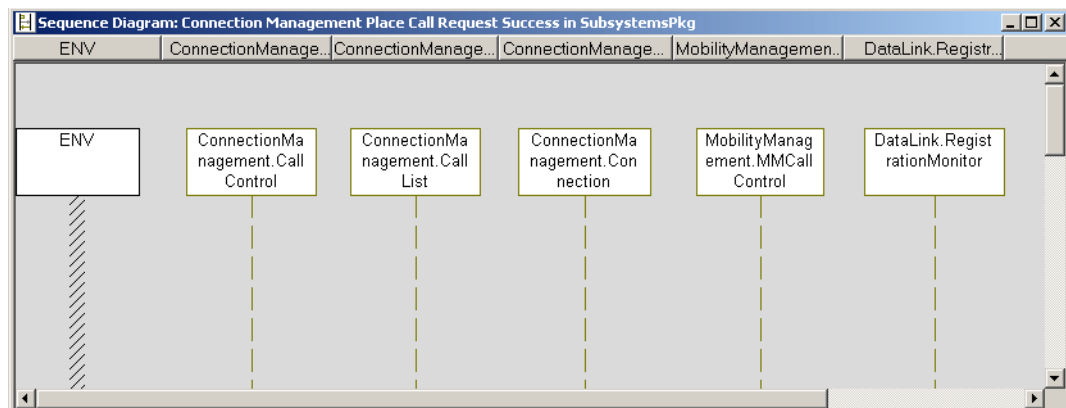 Sequence Diagram: Connection Management Place Call Request Success in SubsystemsPkg
ENV ConnectionManage... ConnectionManage... ConnectionManage... MobilityManagemen.. DataLink.Registr...
ENV
ConnectionMa
nagement.Call
Control
ConnectionMa
nagement.Call
List
ConnectionMa
nagement.Con
nection
MobilityManag
ement.MMCall
Control
DataLink.Regist
rationMonitor